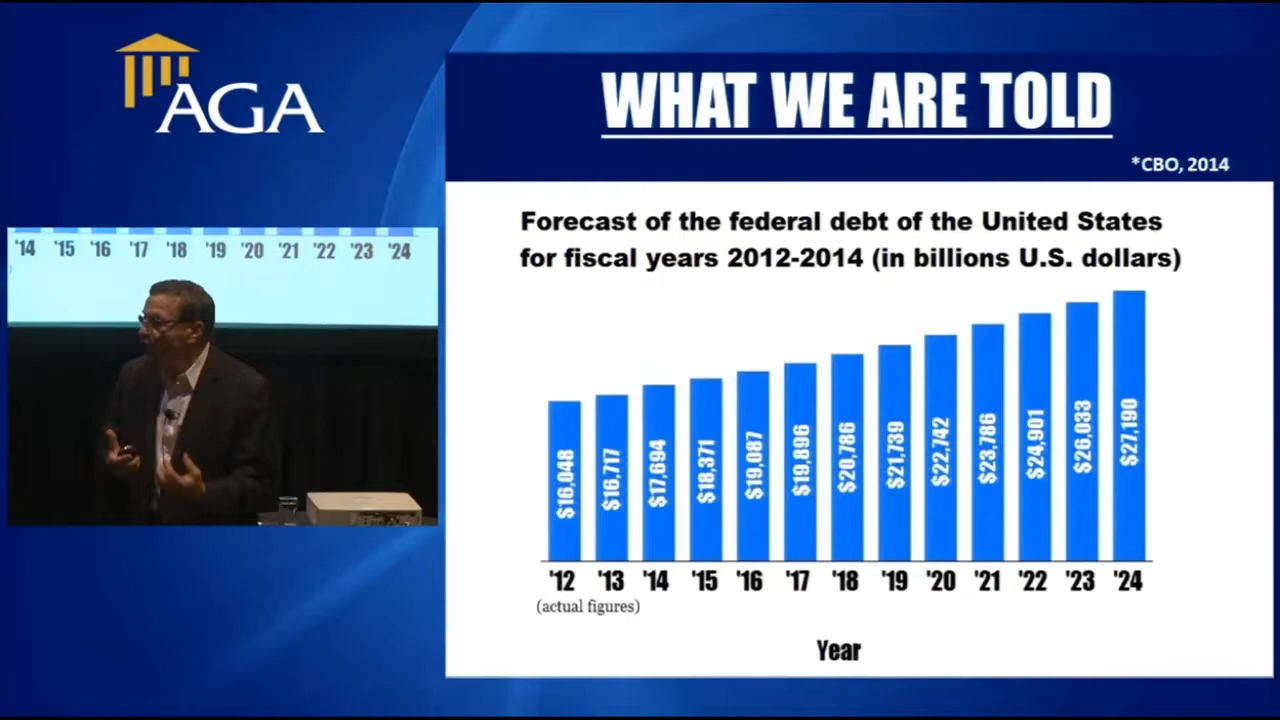 AGA
WHAT WE ARE TOLD
*CBO, 2014
Forecast of the federal debt of the United States
for fiscal years 2012-2014 (in billions U.S. dollars)
$16,048 $16,717 $17,694 $18,371 $19,087 $19,896 $20,786 $21,739 $22,742 $23,786 $24,901 $26,033 $27,190
'12 '13 '14 '15 '16 '17 '18 '19 '20 '21 '22 '23 '24
(actual figures)
Year
'14 '15 '16 '17 '18 '19 '20 '21 '22 '23 '24